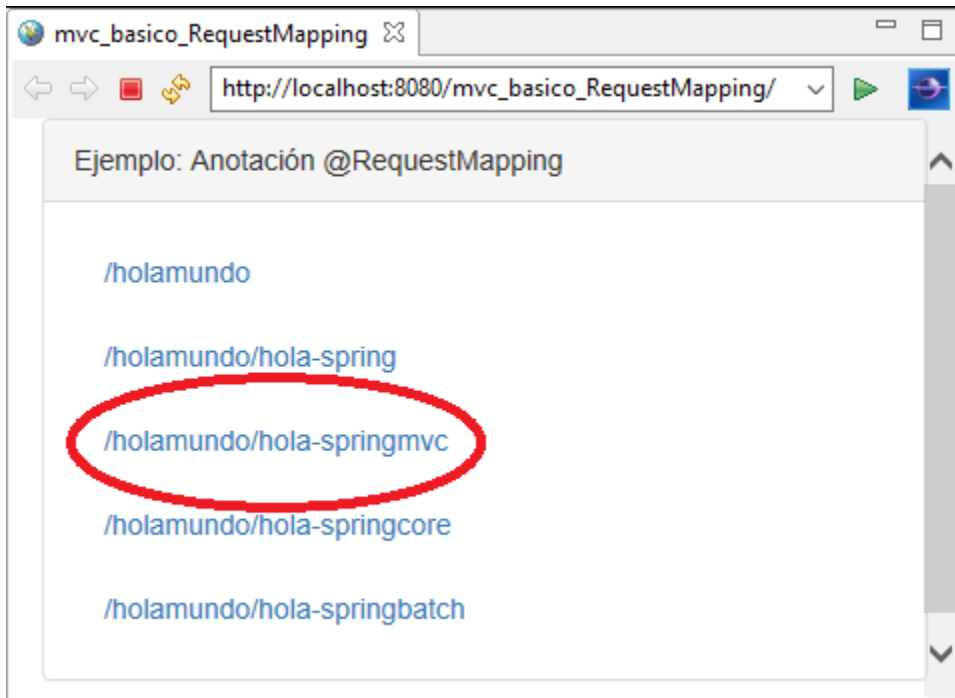 mvc_basico_RequestMapping
http://localhost:8080/mvc_basico_RequestMapping/
Ejemplo: Anotación @RequestMapping
/holamundo
/holamundo/hola-spring
/holamundo/hola-springmvc
/holamundo/hola-springcore
/holamundo/hola-springbatch